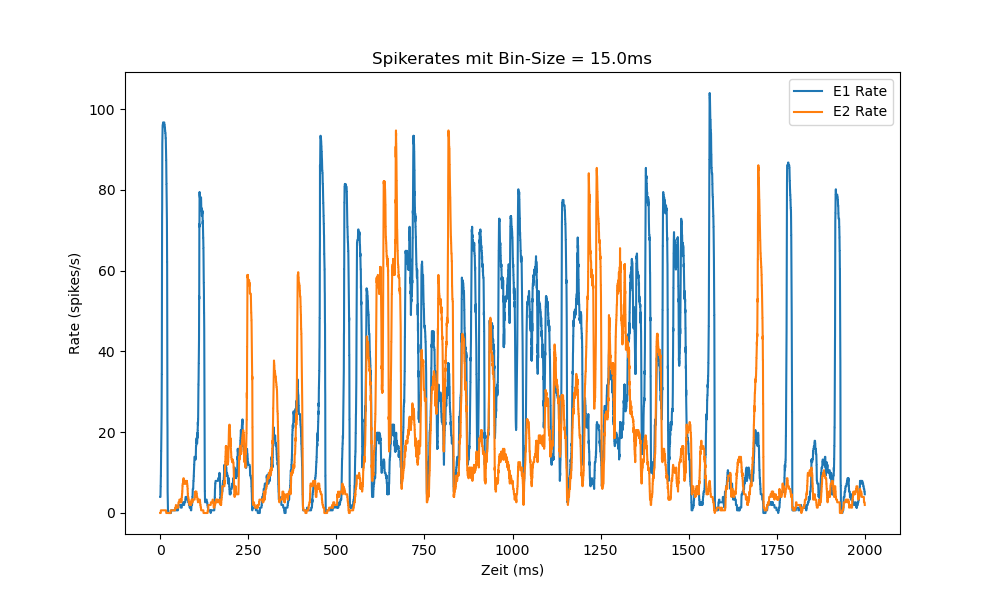 Spikerates mit Bin-Size = 15.0ms
E1 Rate
E2 Rate
Rate (spikes/s)
100
80
60
40
20
0
0 250 500 750 1000 1250 1500 1750 2000
Zeit (ms)